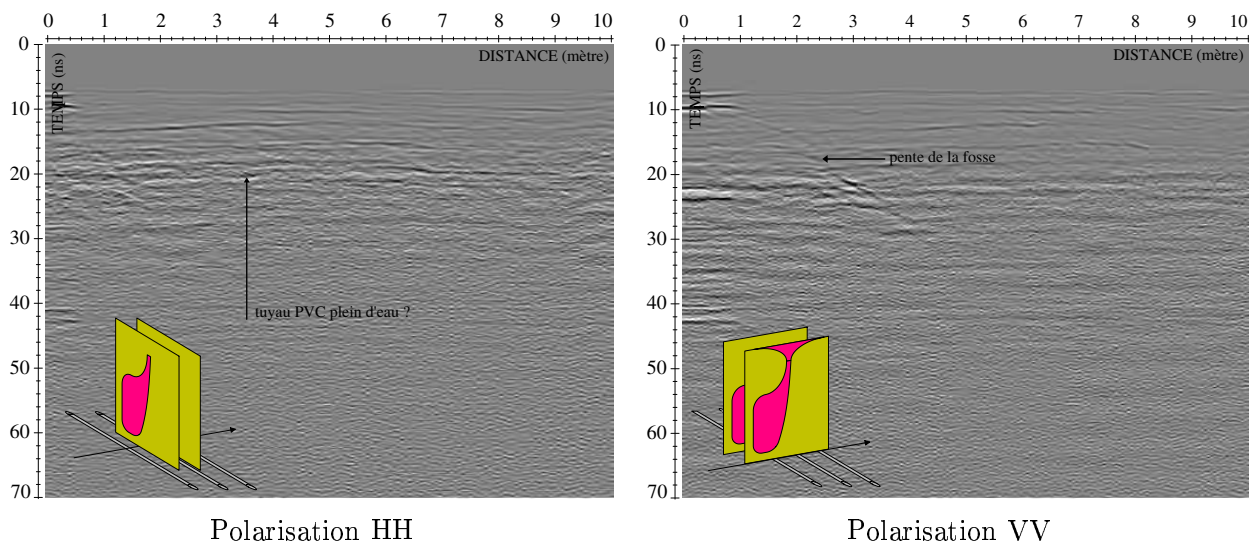 0 1 2 3 4 5 6 7 8 9 10
DISTANCE (mètre)
TEMPS (ns)
0
10
20
30
40
50
60
70
tuyau PVC plein d'eau ?
Polarisation HH
0 1 2 3 4 5 6 7 8 9 10
DISTANCE (mètre)
TEMPS (ns)
0
10
20
30
40
50
60
70
pente de la fosse
Polarisation VV